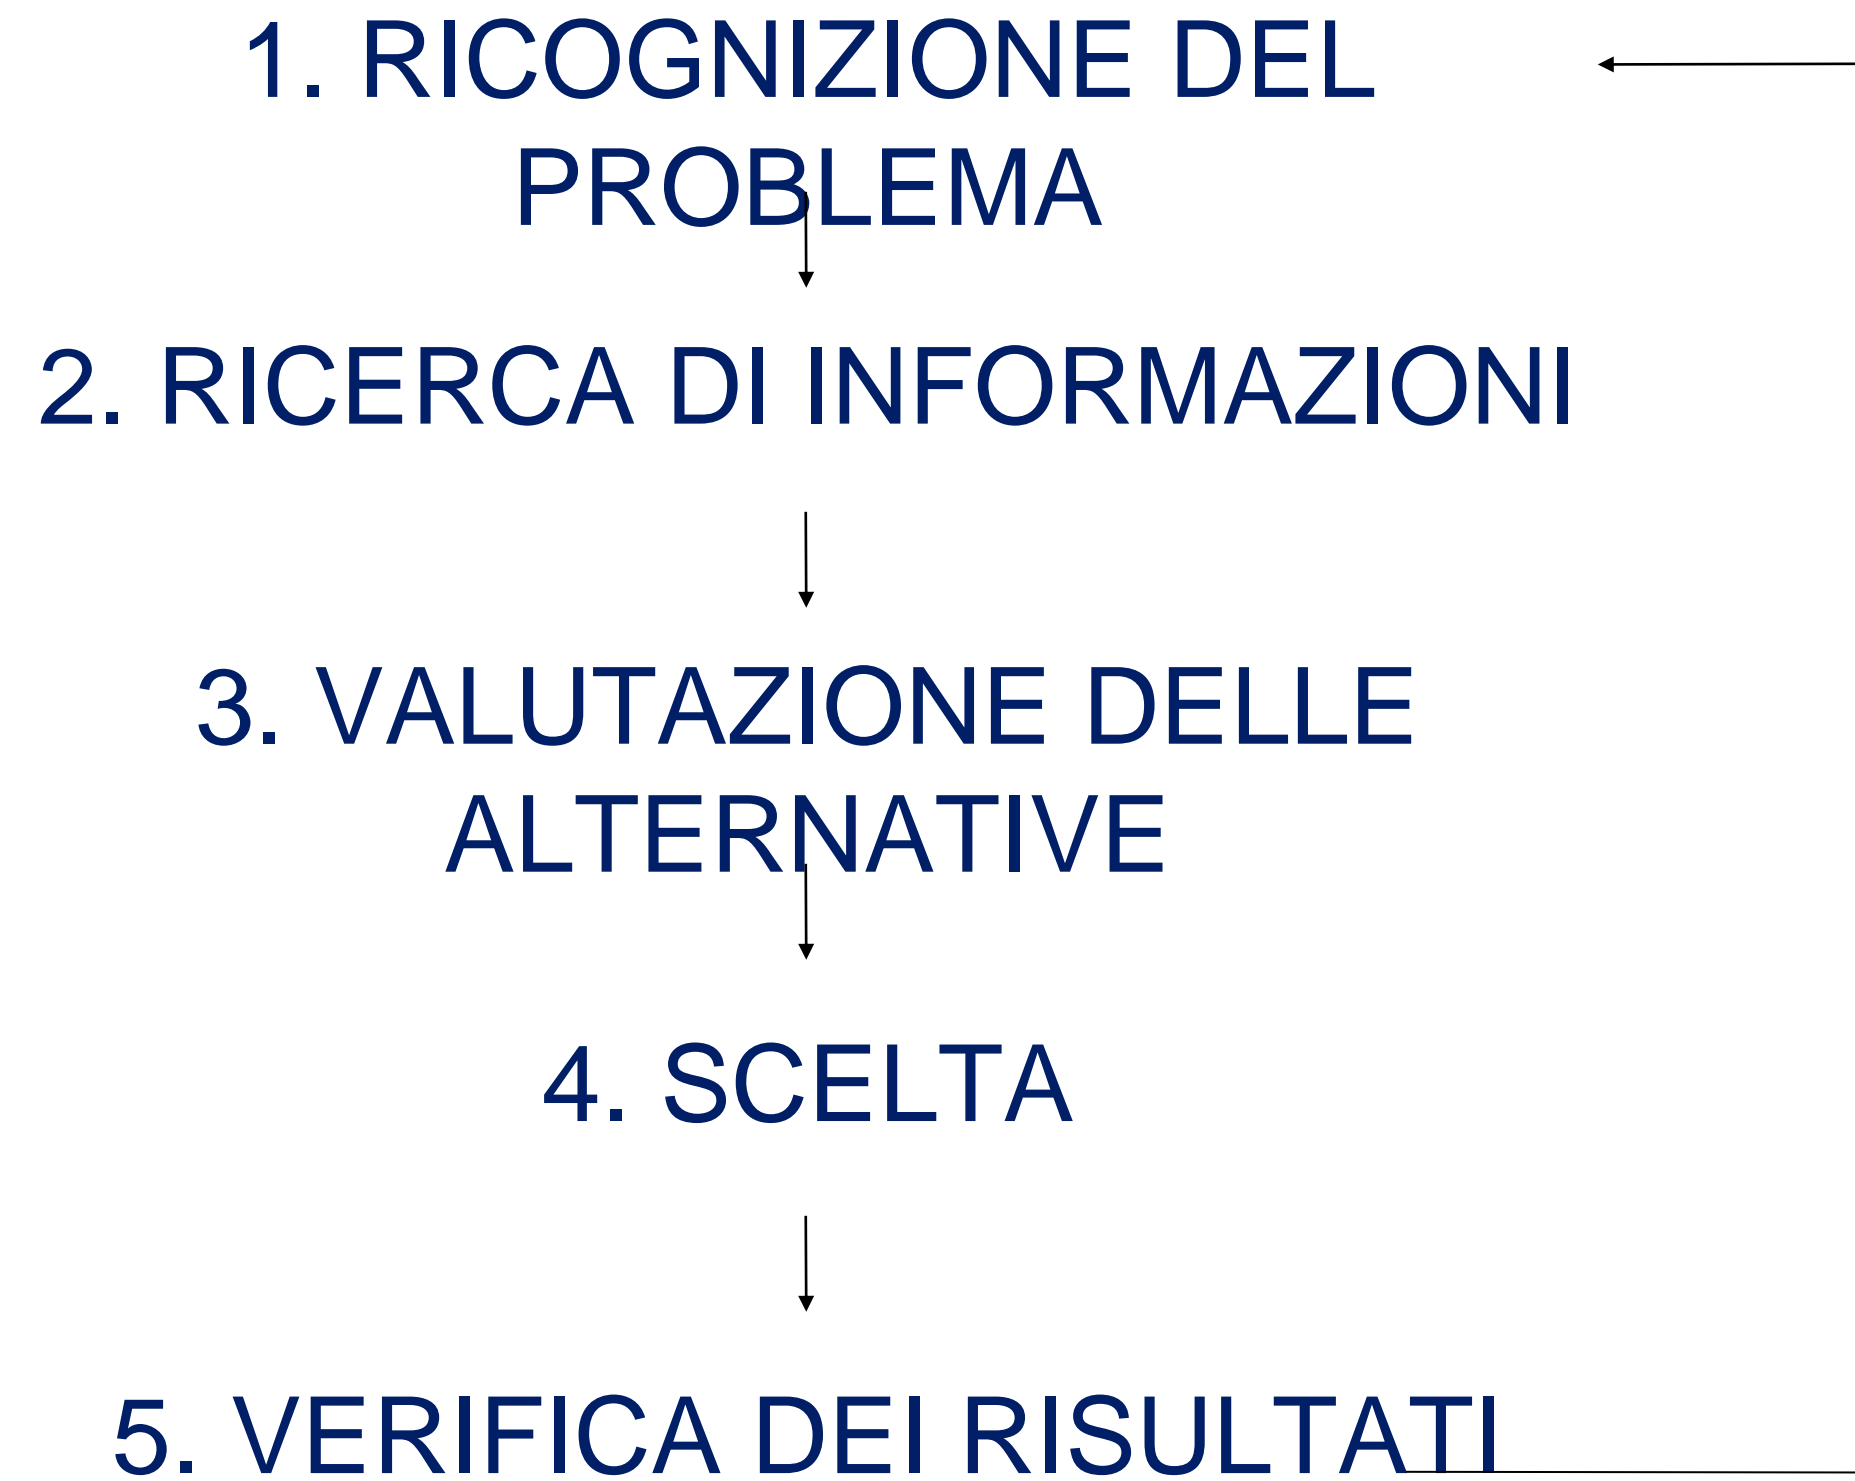 1. RICOGNIZIONE DEL
PROBLEMA
2. RICERCA DI INFORMAZIONI
3. VALUTAZIONE DELLE
ALTERNATIVE
4. SCELTA
5. VERIFICA DEI RISULTATI